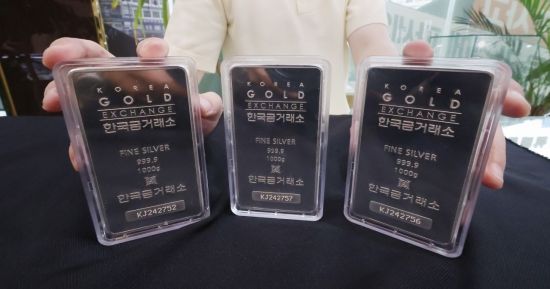 KOREA
GOLD
EXCHANGE
한국금거래소
FINE SILVER
999.9
1000g
한국금거래소
KJ242752
KOREA
GOLD
EXCHANGE
한국금거래소
FINE SILVER
999.9
1000g
한국금거래소
KJ242757
KOREA
GOLD
EXCHANGE
한국금거래소
FINE SILVER
999.9
1000g
한국금거래소
KJ242756